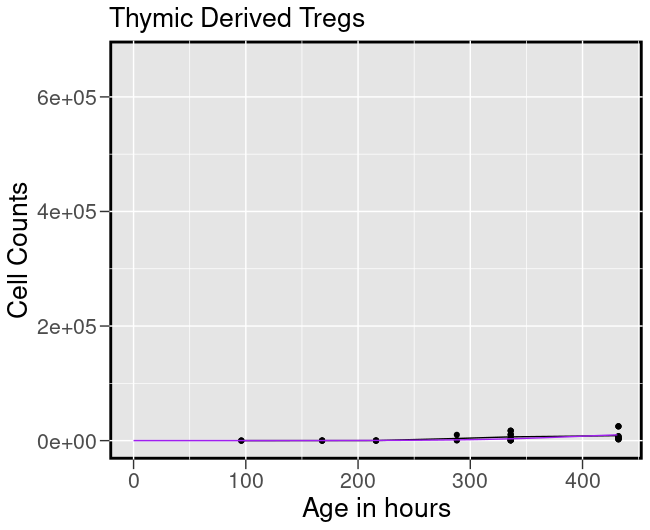 Thymic Derived Tregs
Cell Counts
6e+05
4e+05
2e+05
0e+00
0 100 200 300 400
Age in hours